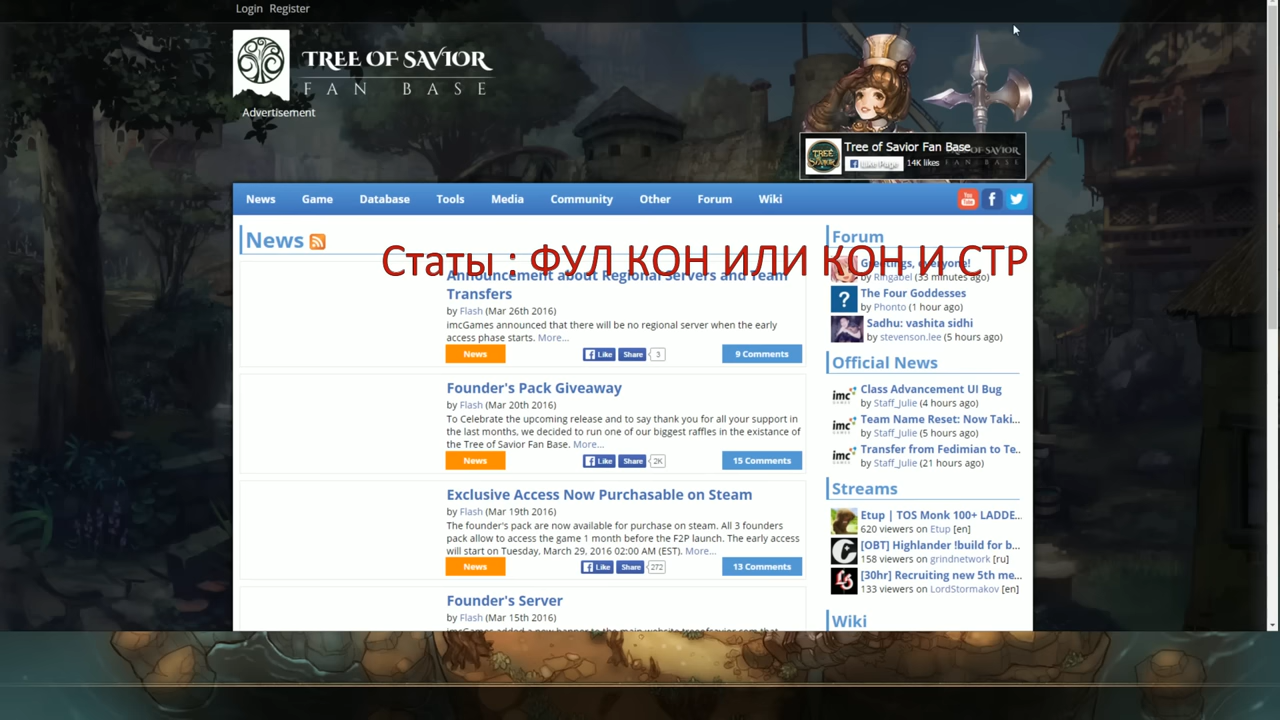 Login Register
TREE OF SAVIOR
FAN BASE
Advertisement
Tree of Savior Fan Base
Like Page 14K likes
News Game Database Tools Media Community Other Forum Wiki
News
Статы : ФУЛ КОН ИЛИ КОН И СТР
Announcement about Regional Servers and Team
Transfers
by Flash (Mar 26th 2016)
imcGames announced that there will be no regional server when the early
access phase starts. More...
News Like Share 3 9 Comments
Founder's Pack Giveaway
by Flash (Mar 20th 2016)
To Celebrate the upcoming release and to say thank you for all your support in
the last months, we decided to run one of our biggest raffles in the existance of
the Tree of Savior Fan Base. More...
News Like Share 2K 15 Comments
Exclusive Access Now Purchasable on Steam
by Flash (Mar 19th 2016)
The founder's pack are now available for purchase on steam. All 3 founders
pack allow to access the game 1 month before the F2P launch. The early access
will start on Tuesday, March 29, 2016 02:00 AM (EST). More...
News Like Share 272 13 Comments
Founder's Server
by Flash (Mar 15th 2016)
Forum
Greetings, everyone!
by Ringabel (33 minutes ago)
The Four Goddesses
by Phonto (1 hour ago)
Sadhu: vashita sidhi
by stevenson.lee (5 hours ago)
Official News
Class Advancement UI Bug
by Staff_Julie (4 hours ago)
Team Name Reset: Now Taki...
by Staff_Julie (5 hours ago)
Transfer from Fedimian to Te..
by Staff_Julie (21 hours ago)
Streams
Etup | TOS Monk 100+ LADDE...
620 viewers on Etup [en]
[OBT] Highlander !build for b...
158 viewers on grindnetwork [ru]
[30hr] Recruiting new 5th me...
133 viewers on LordStormakov [en]
Wiki